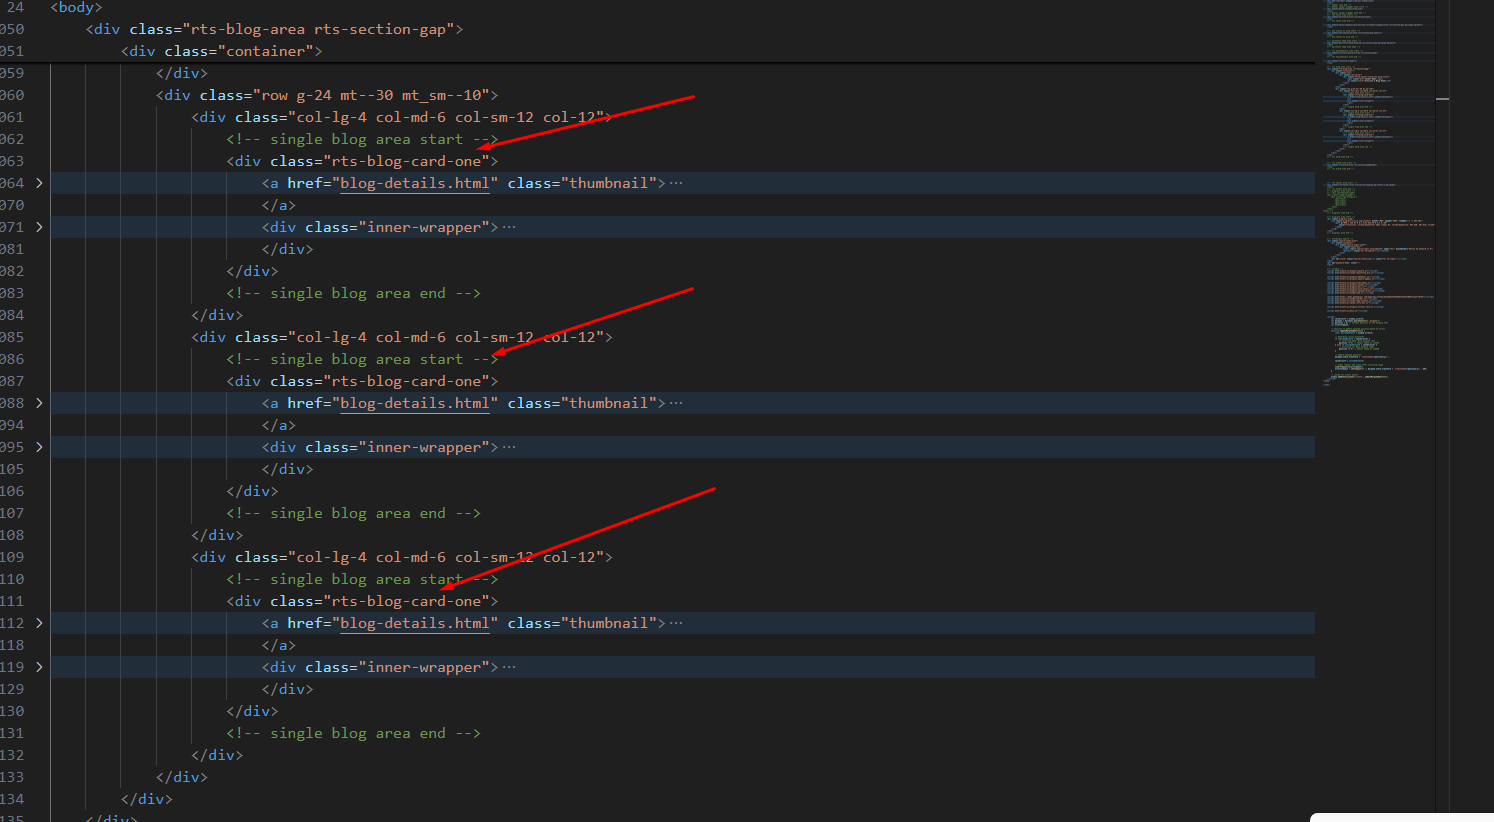 24 <body>
050 <div class="rts-blog-area rts-section-gap">
051 <div class="container">
059 </div>
060 <div class="row g-24 mt--30 mt_sm--10">
061 <div class="col-lg-4 col-md-6 col-sm-12 col-12">
062 <!-- single blog area start -->
063 <div class="rts-blog-card-one">
064 <a href="blog-details.html" class="thumbnail">···
070 </a>
071 <div class="inner-wrapper">···
081 </div>
082 </div>
083 <!-- single blog area end -->
084 </div>
085 <div class="col-lg-4 col-md-6 col-sm-12 col-12">
086 <!-- single blog area start -->
087 <div class="rts-blog-card-one">
088 <a href="blog-details.html" class="thumbnail">···
094 </a>
095 <div class="inner-wrapper">···
105 </div>
106 </div>
107 <!-- single blog area end -->
108 </div>
109 <div class="col-lg-4 col-md-6 col-sm-12 col-12">
110 <!-- single blog area start -->
111 <div class="rts-blog-card-one">
112 <a href="blog-details.html" class="thumbnail">···
118 </a>
119 <div class="inner-wrapper">···
129 </div>
130 </div>
131 <!-- single blog area end -->
132 </div>
133 </div>
134 </div>
135 </div>